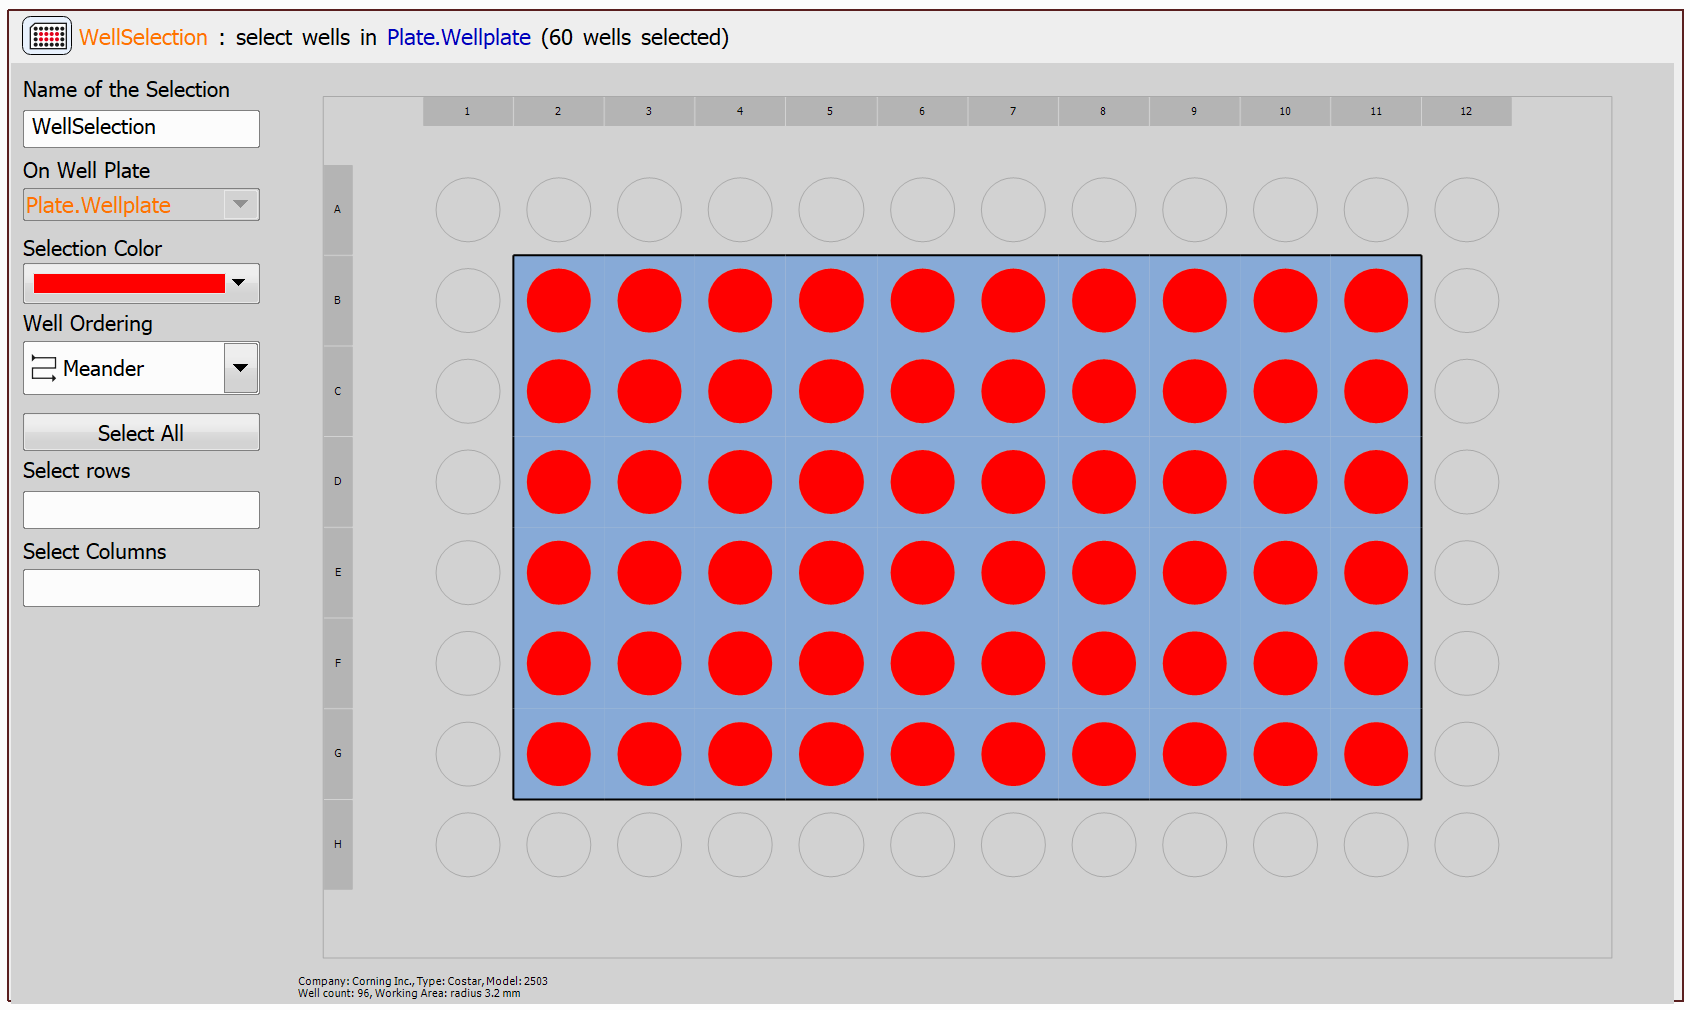 WellSelection : select wells in Plate.Wellplate (60 wells selected)
Name of the Selection
WellSelection
On Well Plate
Plate.Wellplate
Selection Color
Well Ordering
Meander
Select All
Select rows
Select Columns
1 2 3 4 5 6 7 8 9 10 11 12
A
B
C
D
E
F
G
H
Company: Corning Inc., Type: Costar, Model: 2503
Well count: 96, Working Area: radius 3.2 mm